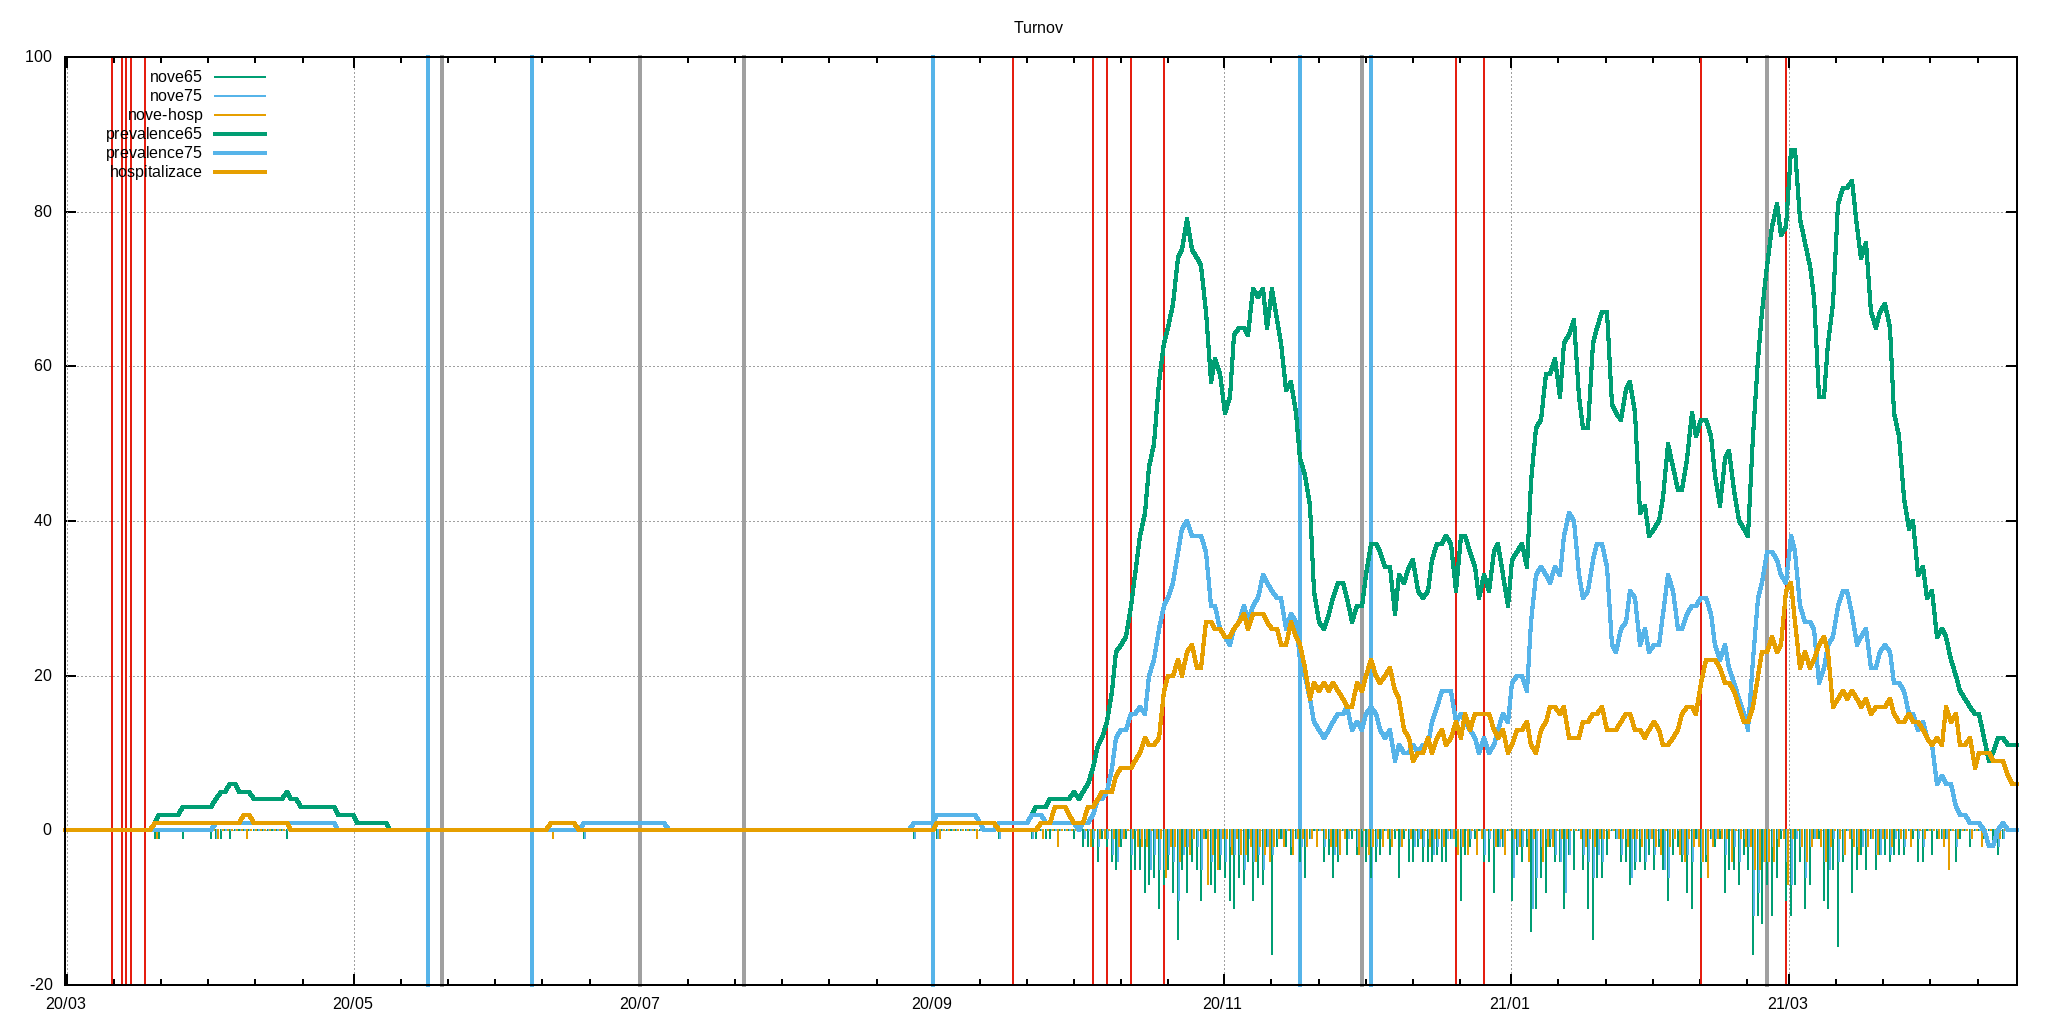 Turnov
100
nove65
nove75
nove-hosp
prevalence65
prevalence75
hospitalizace
80
60
40
20
0
-20
20/03 20/05 20/07 20/09 20/11 21/01 21/03